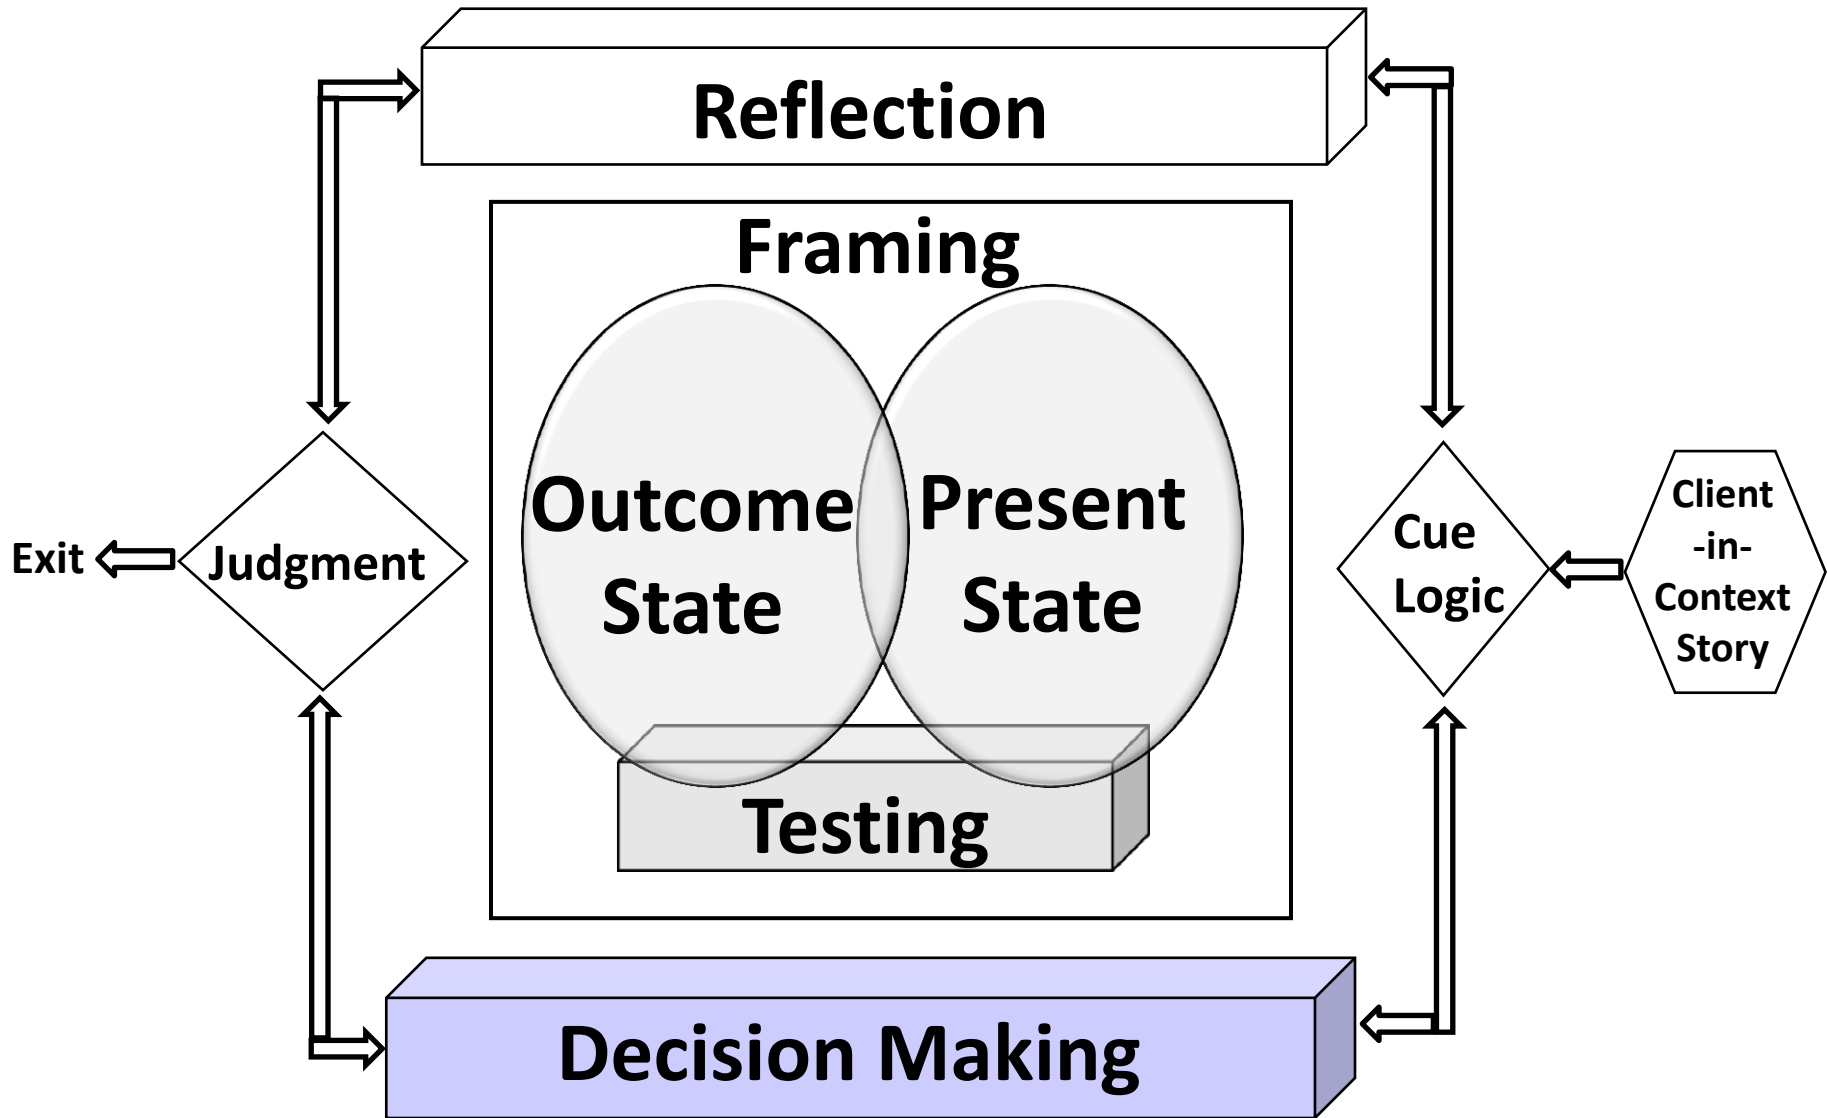 Reflection
Framing
Outcome
State
Present
State
Testing
Exit
Judgment
Cue
Logic
Client
-in-
Context
Story
Decision Making